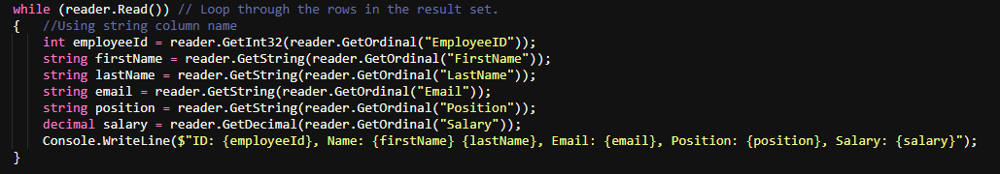 while (reader.Read()) // Loop through the rows in the result set.
{   //Using string column name
    int employeeId = reader.GetInt32(reader.GetOrdinal("EmployeeID"));
    string firstName = reader.GetString(reader.GetOrdinal("FirstName"));
    string lastName = reader.GetString(reader.GetOrdinal("LastName"));
    string email = reader.GetString(reader.GetOrdinal("Email"));
    string position = reader.GetString(reader.GetOrdinal("Position"));
    decimal salary = reader.GetDecimal(reader.GetOrdinal("Salary"));
    Console.WriteLine($"ID: {employeeId}, Name: {firstName} {lastName}, Email: {email}, Position: {position}, Salary: {salary}");
}